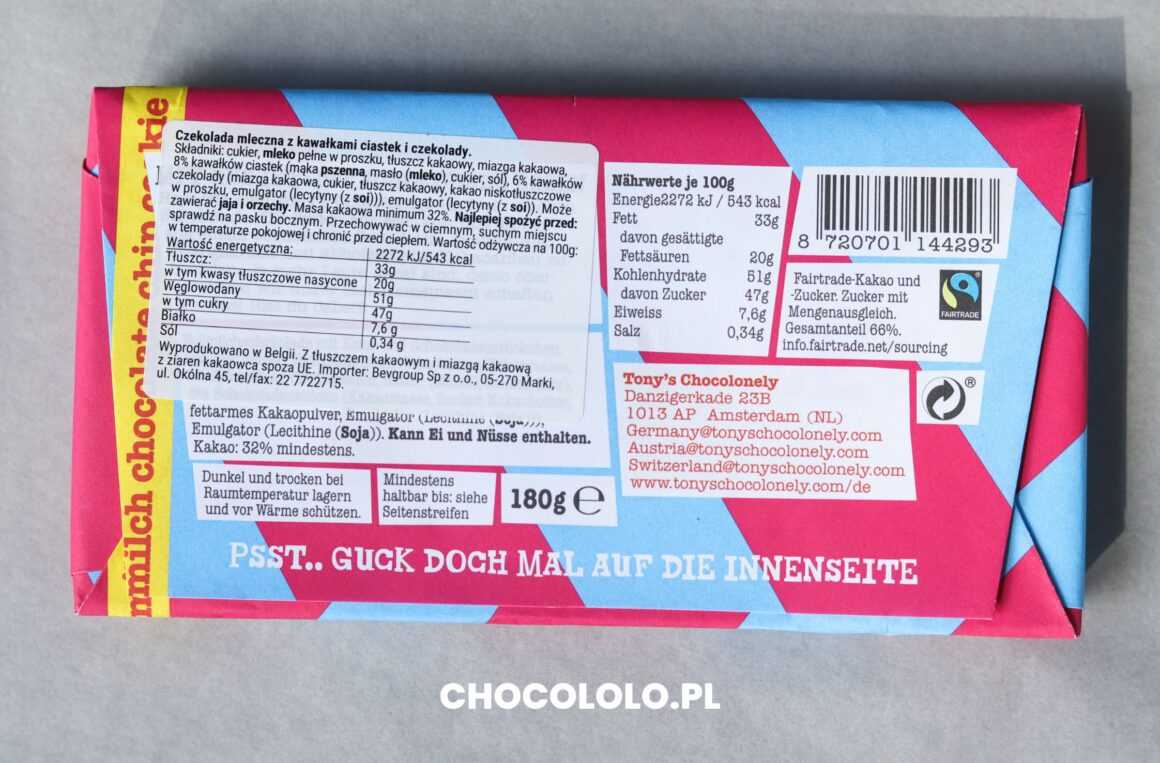 milch chocolate chip cookie
Czekolada mleczna z kawałkami ciastek i czekolady.
Składniki: cukier, mleko pełne w proszku, tłuszcz kakaowy, miazga kakaowa,
8% kawałków ciastek (mąka pszenna, masło (mleko), cukier, sól), 6% kawałków
czekolady (miazga kakaowa, cukier, tłuszcz kakaowy, kakao niskotłuszczowe
w proszku, emulgator (lecytyny (z soi))), emulgator (lecytyny (z soi)). Może
zawierać jaja i orzechy. Masa kakaowa minimum 32%. Najlepiej spożyć przed:
sprawdź na pasku bocznym. Przechowywać w ciemnym, suchym miejscu
w temperaturze pokojowej i chronić przed ciepłem. Wartość odżywcza na 100g:
Wartość energetyczna: 2272 kJ/543 kcal
Tłuszcz: 33g
w tym kwasy tłuszczowe nasycone 20g
Węglowodany 51g
w tym cukry 47g
Białko 7,6 g
Sól 0,34 g
Wyprodukowano w Belgii. Z tłuszczem kakaowym i miazgą kakaową
z ziaren kakaowca spoza UE. Importer: Bevgroup Sp z o.o., 05-270 Marki,
ul. Okólna 45, tel/fax: 22 7722715.
fettarmes Kakaopulver, Emulgator (Lecithine (Soja))),
Emulgator (Lecithine (Soja)). Kann Ei und Nüsse enthalten.
Kakao: 32% mindestens.
Dunkel und trocken bei
Raumtemperatur lagern
und vor Wärme schützen.
Mindestens
haltbar bis: siehe
Seitenstreifen
180g ℮
Nährwerte je 100g
Energie2272 kJ / 543 kcal
Fett 33g
davon gesättigte
Fettsäuren 20g
Kohlenhydrate 51g
davon Zucker 47g
Eiweiss 7,6g
Salz 0,34g
8 720701 144293
Fairtrade-Kakao und
-Zucker. Zucker mit
Mengenausgleich.
Gesamtanteil 66%.
info.fairtrade.net/sourcing
FAIRTRADE
Tony's Chocolonely
Danzigerkade 23B
1013 AP Amsterdam (NL)
Germany@tonyschocolonely.com
Austria@tonyschocolonely.com
Switzerland@tonyschocolonely.com
www.tonyschocolonely.com/de
®
PSST.. GUCK DOCH MAL AUF DIE INNENSEITE
CHOCOLOLO.PL